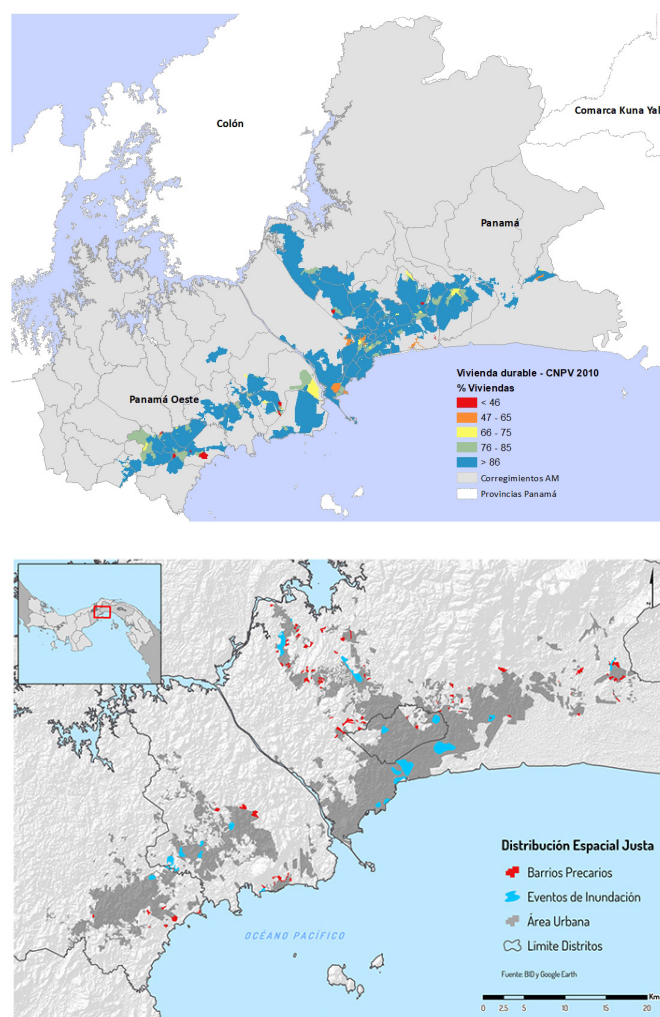 Colón
Comarca Kuna Yal
Panamá
Panamá Oeste
Vivienda durable - CNPV 2010
% Viviendas
< 46
47 - 65
66 - 75
76 - 85
> 86
Corregimientos AM
Provincias Panamá
Distribución Espacial Justa
Barrios Precarios
Eventos de Inundación
Área Urbana
Límite Distritos
Fuente: BID y Google Earth
OCÉANO PACÍFICO
Km
0 2.5 5 10 15 20